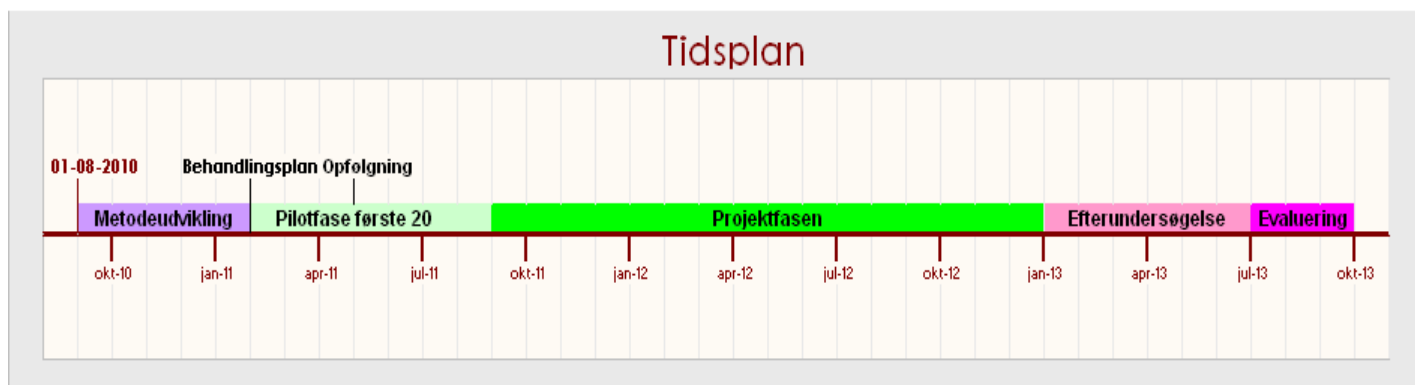 Tidsplan
01-08-2010 Behandlingsplan Opfølgning
Metodeudvikling Pilotfase første 20 Projektfasen Efterundersøgelse Evaluering
okt-10 jan-11 apr-11 jul-11 okt-11 jan-12 apr-12 jul-12 okt-12 jan-13 apr-13 jul-13 okt-13